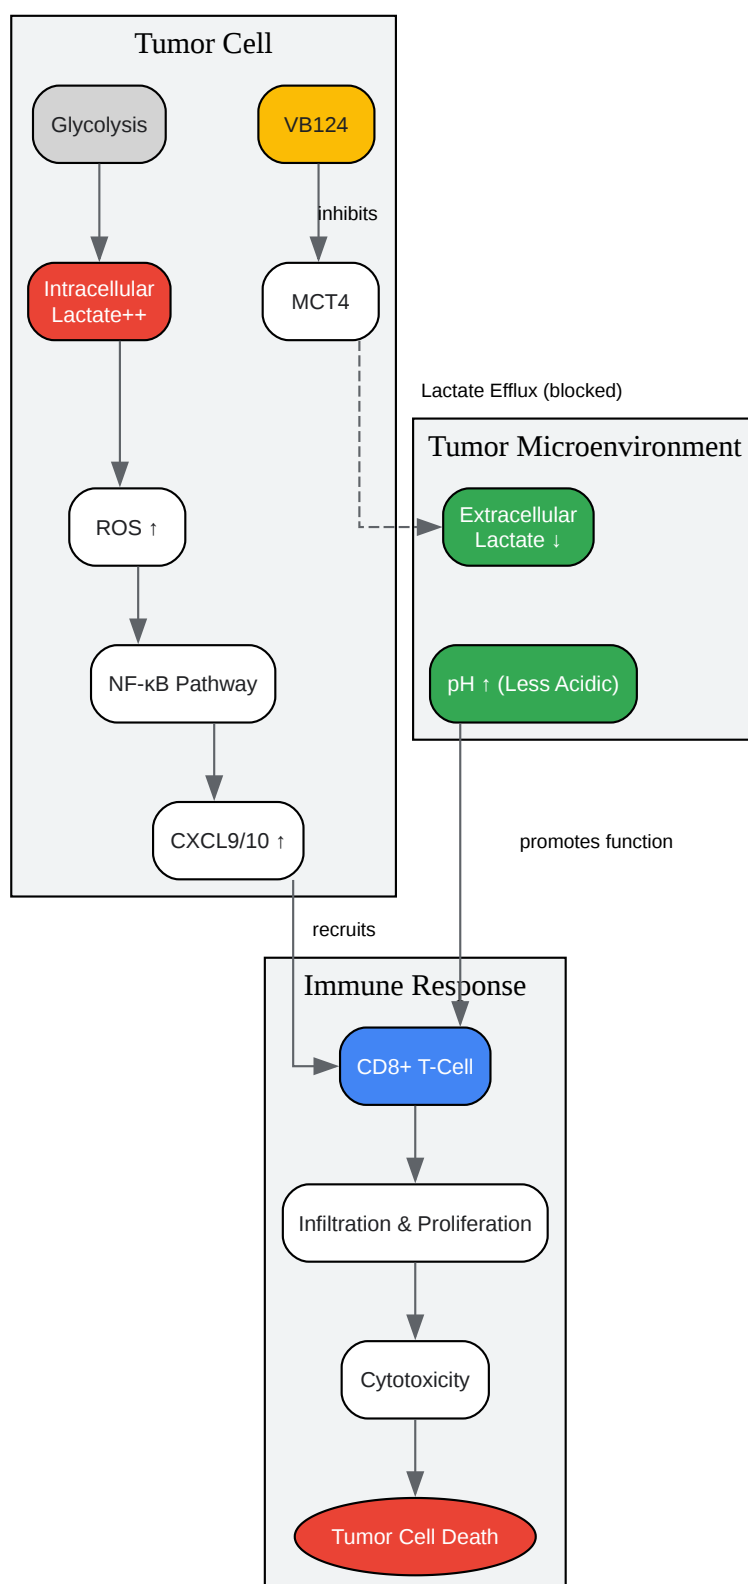 Tumor Cell
Glycolysis
VB124
inhibits
Intracellular
Lactate++
MCT4
Lactate Efflux (blocked)
Tumor Microenvironment
Extracellular
Lactate ↓
ROS ↑
NF-κB Pathway
pH ↑ (Less Acidic)
CXCL9/10 ↑
promotes function
recruits
Immune Response
CD8+ T-Cell
Infiltration & Proliferation
Cytotoxicity
Tumor Cell Death